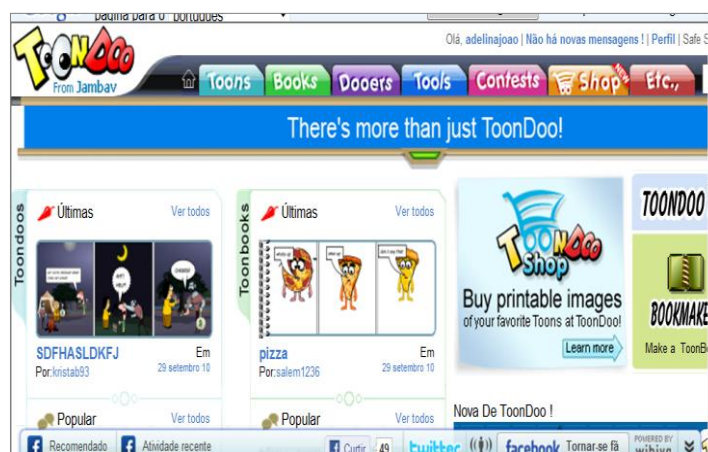 página para o português
TOONDOO
From Jambav
Olá, adelinajoao | Não há novas mensagens ! | Perfil | Safe S
Toons Books Dooers Tools Contests Shop NEW Etc.,
There's more than just ToonDoo!
Toondoos
Últimas Ver todos
SDFHASLDKFJ Em
Por:kristab93 29 setembro 10
Popular Ver todos
Toonbooks
Últimas Ver todos
pizza Em
Por:salem1236 29 setembro 10
Popular Ver todos
TOONDOO
Shop
Buy printable images
of your favorite Toons at ToonDoo!
Learn more
TOONDOO
BOOKMAKE
Make a ToonB
Nova De ToonDoo !
Recomendado Atividade recente Curtir 49 twitter facebook Tornar-se fã POWERED BY wibiya